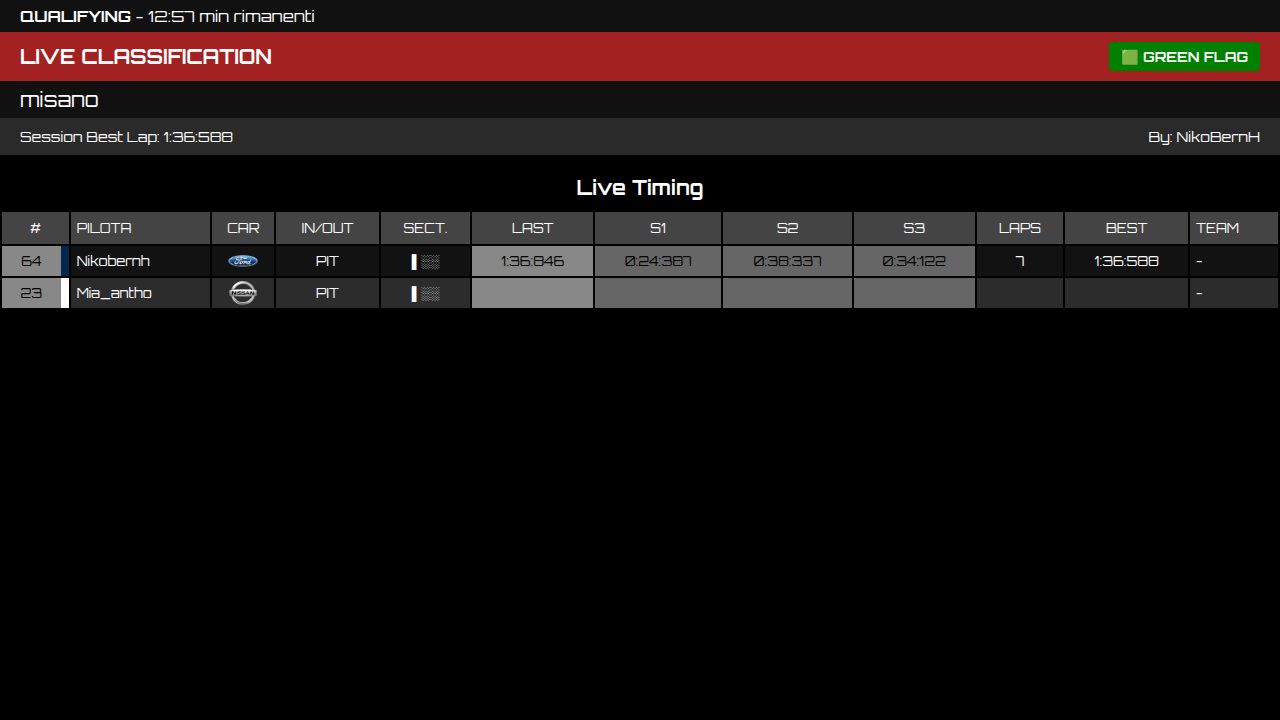 QUALIFYING - 12:57 min rimanenti
LIVE CLASSIFICATION 🟩 GREEN FLAG
misano
Session Best Lap: 1:36:588 By: NikoBernH
Live Timing
# PILOTA CAR IN/OUT SECT. LAST S1 S2 S3 LAPS BEST TEAM
64 Nikobernh Ford PIT ▌░░ 1:36:846 0:24:387 0:38:337 0:34:122 7 1:36:588 -
23 Mia_antho NISSAN PIT ▌░░ -